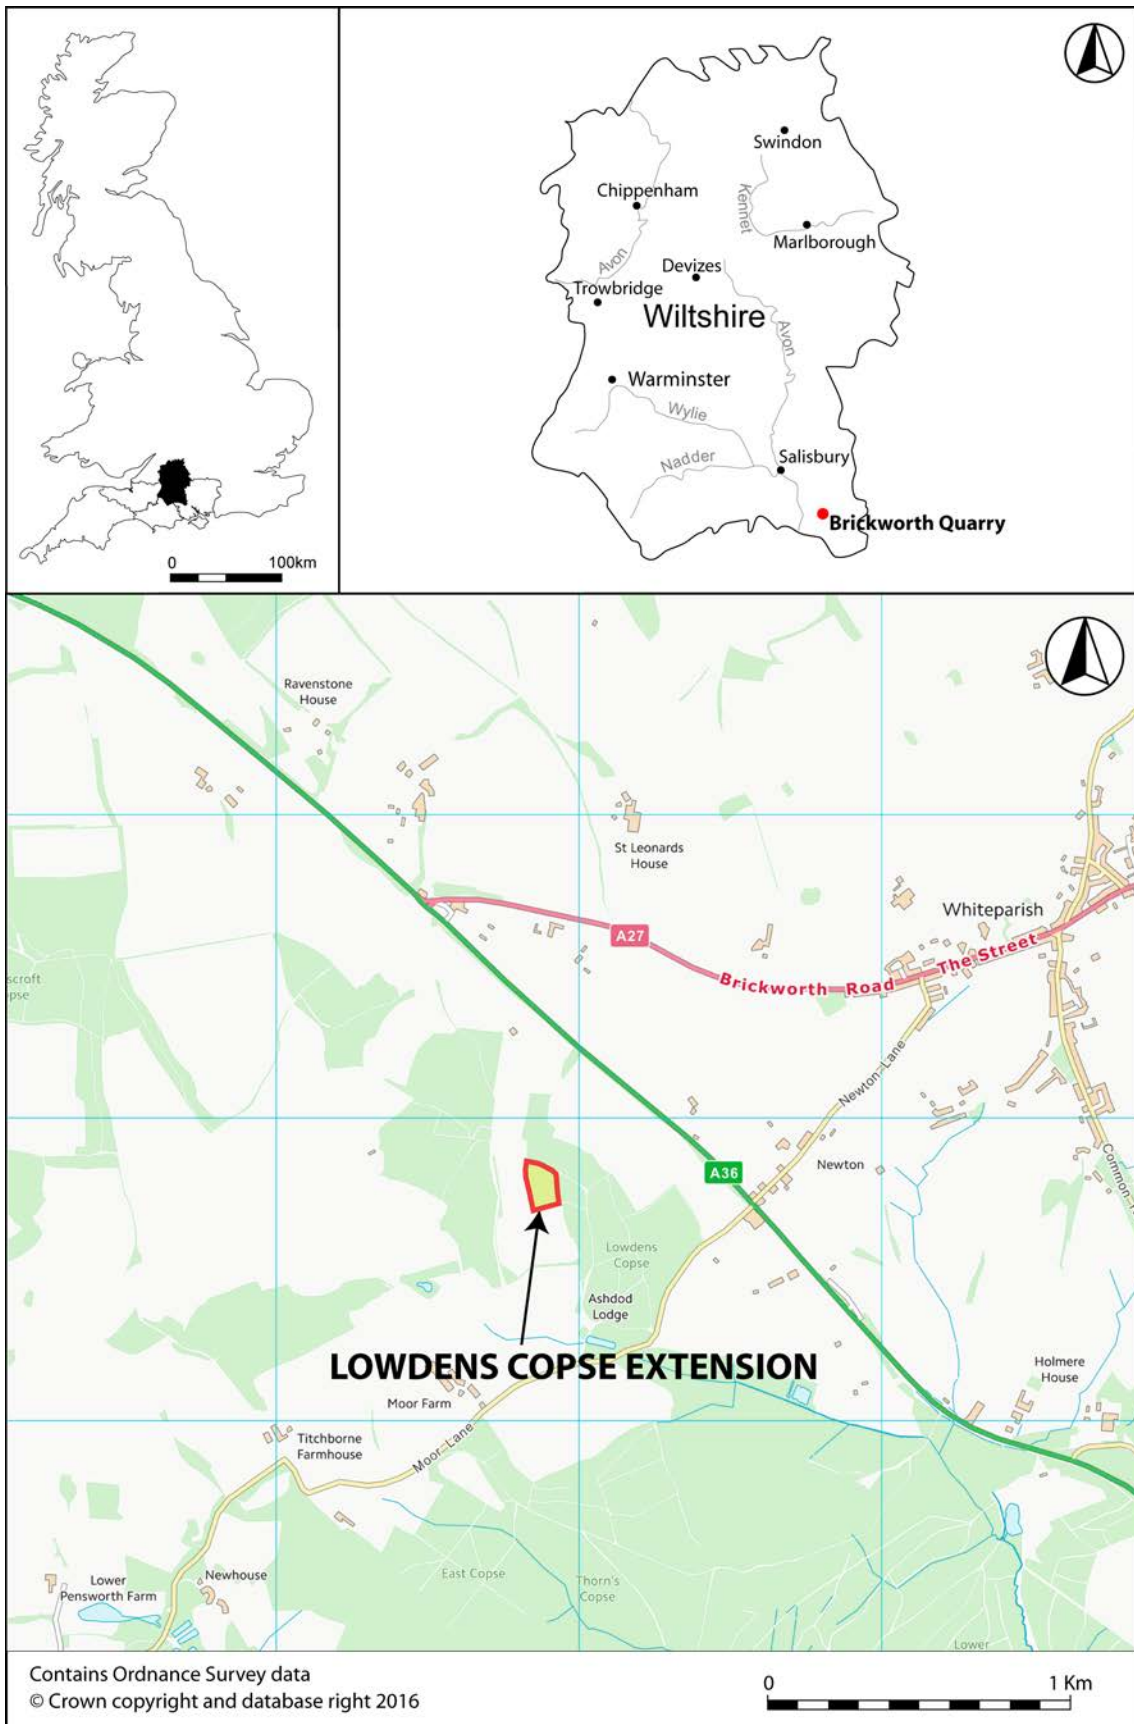 0
100km
Swindon
Chippenham
Kennet
Marlborough
Avon
Devizes
Trowbridge
Wiltshire
Avon
Warminster
Wylie
Nadder
Salisbury
Brickworth Quarry
Ravenstone
House
St Leonards
House
Whiteparish
A27
Brickworth Road
The Street
scroft
opse
Newton Lane
Newton
A36
Common
Lowdens
Copse
Ashdod
Lodge
LOWDENS COPSE EXTENSION
Holmere
House
Moor Farm
Titchborne
Farmhouse
Moor Lane
East Copse
Thorn's
Copse
Newhouse
Lower
Pensworth Farm
Lower
Contains Ordnance Survey data
© Crown copyright and database right 2016
0
1 Km